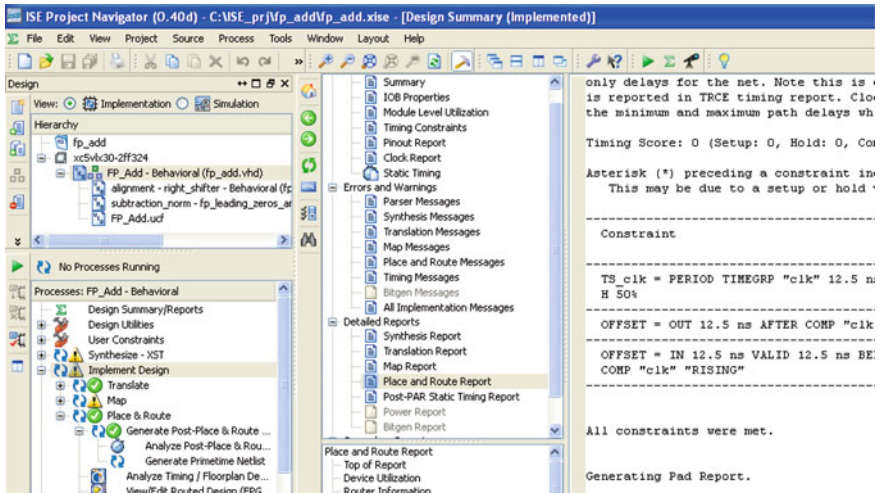 ISE Project Navigator (O.40d) - C:\ISE_prj\fp_add\fp_add.xise - [Design Summary (Implemented)]
File Edit View Project Source Process Tools Window Layout Help
Design
View: Implementation Simulation
Hierarchy
fp_add
xc5vlx30-2ff324
FP_Add - Behavioral (fp_add.vhd)
alignment - right_shifter - Behavioral (fp
subtraction_norm - fp_leading_zeros_ar
FP_Add.ucf
No Processes Running
Processes: FP_Add - Behavioral
Design Summary/Reports
Design Utilities
User Constraints
Synthesize - XST
Implement Design
Translate
Map
Place & Route
Generate Post-Place & Route ...
Analyze Post-Place & Rou...
Generate Primetime Netlist
Analyze Timing / Floorplan De...
View/Edit Routed Design (FPG
Summary
IOB Properties
Module Level Utilization
Timing Constraints
Pinout Report
Clock Report
Static Timing
Errors and Warnings
Parser Messages
Synthesis Messages
Translation Messages
Map Messages
Place and Route Messages
Timing Messages
Bitgen Messages
All Implementation Messages
Detailed Reports
Synthesis Report
Translation Report
Map Report
Place and Route Report
Post-PAR Static Timing Report
Power Report
Bitgen Report
Place and Route Report
Top of Report
Device Utilization
Router Information
only delays for the net. Note this is
is reported in TRCE timing report. Clo
the minimum and maximum path delays wh
Timing Score: 0 (Setup: 0, Hold: 0, Co
Asterisk (*) preceding a constraint in
This may be due to a setup or hold
Constraint
TS_clk = PERIOD TIMEGRP "clk" 12.5 ns
H 50%
OFFSET = OUT 12.5 ns AFTER COMP "clk
OFFSET = IN 12.5 ns VALID 12.5 ns BE
COMP "clk" "RISING"
All constraints were met.
Generating Pad Report.